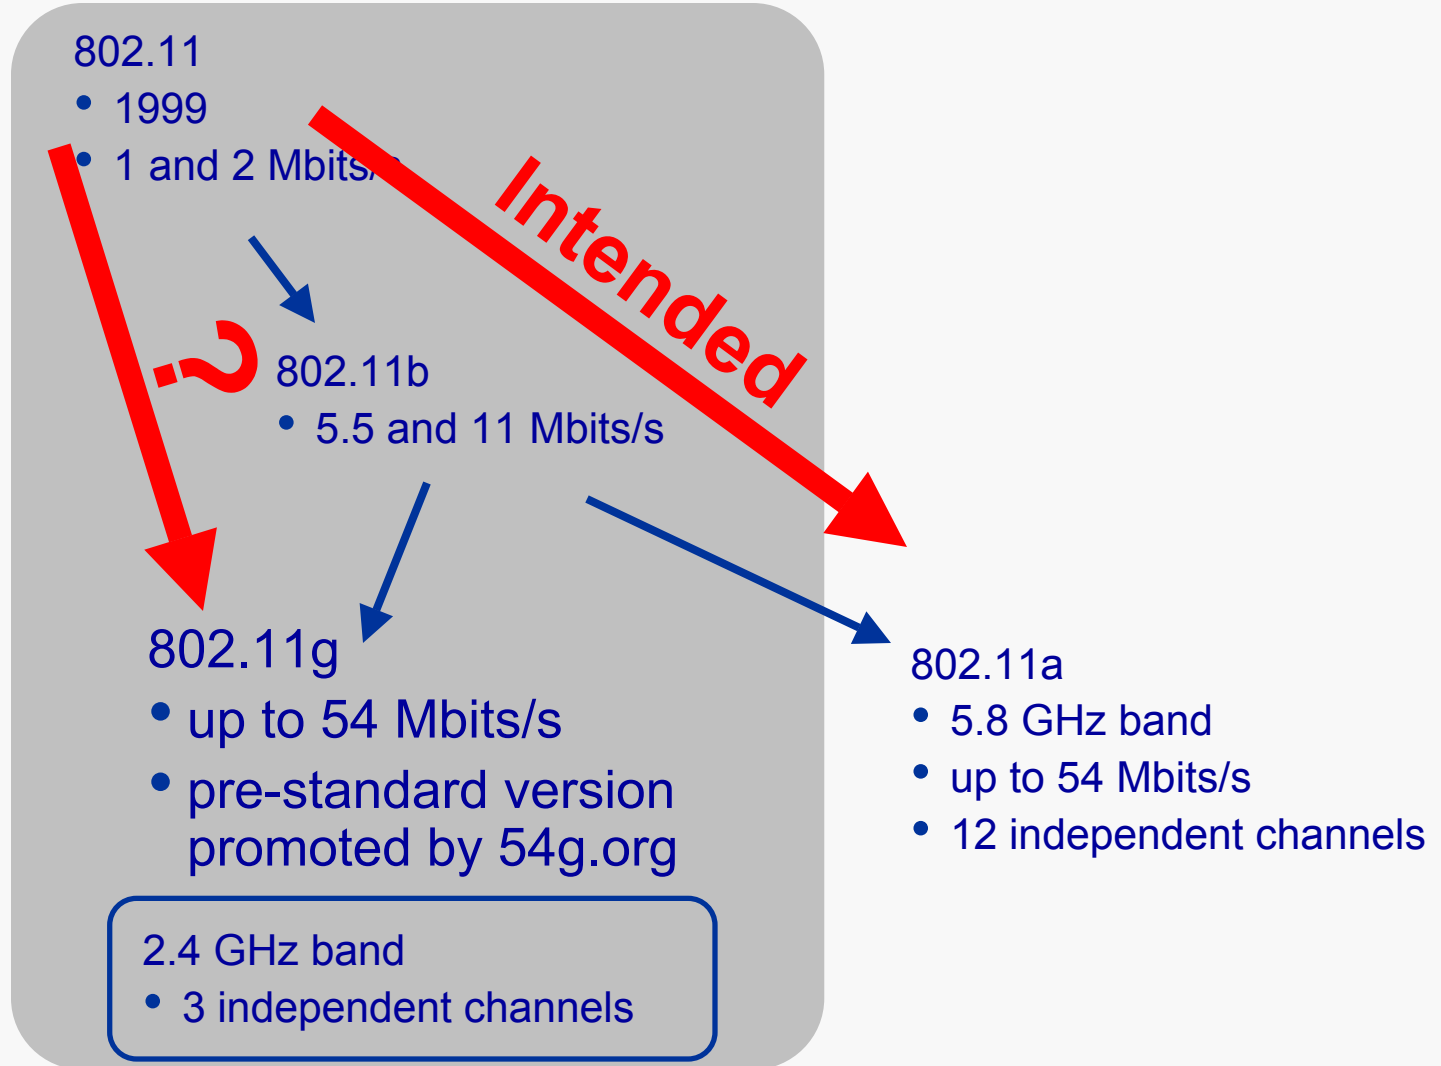 802.11
• 1999
• 1 and 2 Mbits/s
Intended
?
802.11b
• 5.5 and 11 Mbits/s
802.11g
• up to 54 Mbits/s
• pre-standard version
promoted by 54g.org
802.11a
• 5.8 GHz band
• up to 54 Mbits/s
• 12 independent channels
2.4 GHz band
• 3 independent channels